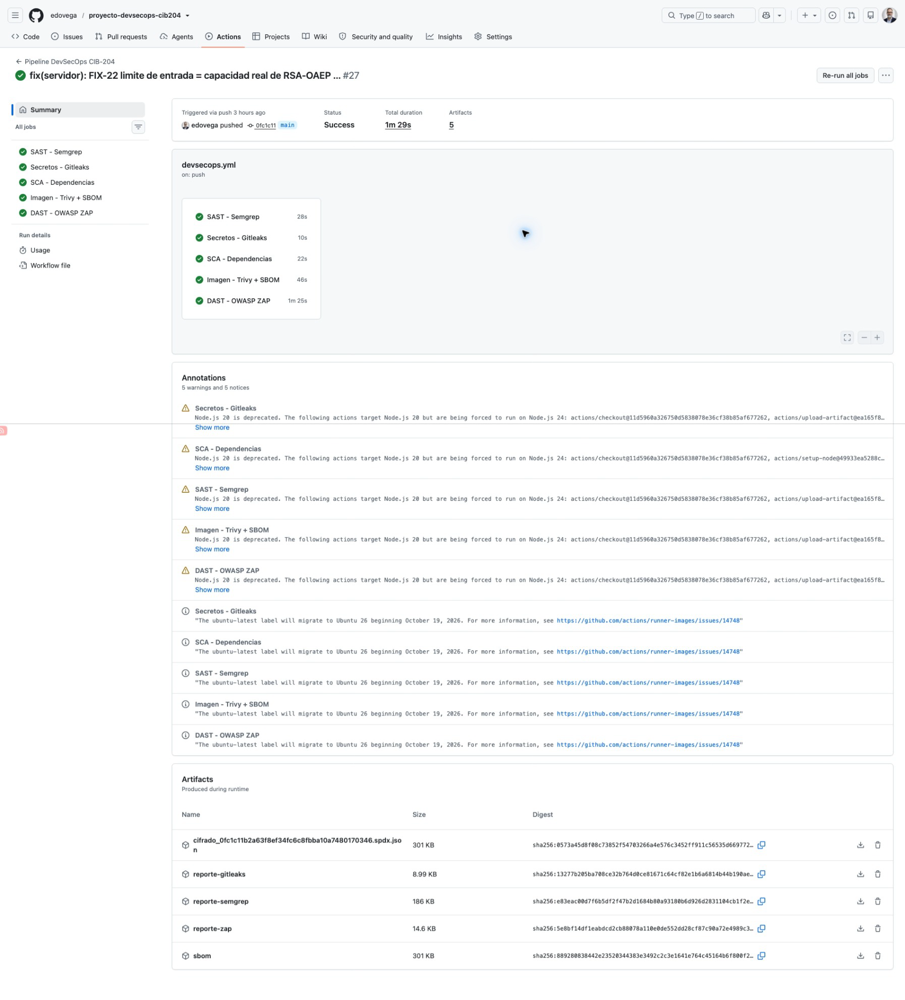 edovega / proyecto-devsecops-cib204
Type / to search
Code
Issues
Pull requests
Agents
Actions
Projects
Wiki
Security and quality
Insights
Settings
Pipeline DevSecOps CIB-204
fix(servidor): FIX-22 limite de entrada = capacidad real de RSA-OAEP ... #27
Re-run all jobs
Summary
All jobs
SAST - Semgrep
Secretos - Gitleaks
SCA - Dependencias
Imagen - Trivy + SBOM
DAST - OWASP ZAP
Run details
Usage
Workflow file
Triggered via push 3 hours ago
edovega pushed 0fc1c11 main
Status
Success
Total duration
1m 29s
Artifacts
5
devsecops.yml
on: push
SAST - Semgrep 28s
Secretos - Gitleaks 10s
SCA - Dependencias 22s
Imagen - Trivy + SBOM 46s
DAST - OWASP ZAP 1m 25s
Annotations
5 warnings and 5 notices
Secretos - Gitleaks
Node.js 20 is deprecated. The following actions target Node.js 20 but are being forced to run on Node.js 24: actions/checkout@11d5960a326750d5838078e36cf38b85af677262, actions/upload-artifact@ea165f8…
Show more
SCA - Dependencias
Node.js 20 is deprecated. The following actions target Node.js 20 but are being forced to run on Node.js 24: actions/checkout@11d5960a326750d5838078e36cf38b85af677262, actions/setup-node@49933ea5288c…
Show more
SAST - Semgrep
Node.js 20 is deprecated. The following actions target Node.js 20 but are being forced to run on Node.js 24: actions/checkout@11d5960a326750d5838078e36cf38b85af677262, actions/upload-artifact@ea165f8…
Show more
Imagen - Trivy + SBOM
Node.js 20 is deprecated. The following actions target Node.js 20 but are being forced to run on Node.js 24: actions/checkout@11d5960a326750d5838078e36cf38b85af677262, actions/upload-artifact@ea165f8…
Show more
DAST - OWASP ZAP
Node.js 20 is deprecated. The following actions target Node.js 20 but are being forced to run on Node.js 24: actions/checkout@11d5960a326750d5838078e36cf38b85af677262, actions/upload-artifact@ea165f8…
Show more
Secretos - Gitleaks
"The ubuntu-latest label will migrate to Ubuntu 26 beginning October 19, 2026. For more information, see https://github.com/actions/runner-images/issues/14748"
SCA - Dependencias
"The ubuntu-latest label will migrate to Ubuntu 26 beginning October 19, 2026. For more information, see https://github.com/actions/runner-images/issues/14748"
SAST - Semgrep
"The ubuntu-latest label will migrate to Ubuntu 26 beginning October 19, 2026. For more information, see https://github.com/actions/runner-images/issues/14748"
Imagen - Trivy + SBOM
"The ubuntu-latest label will migrate to Ubuntu 26 beginning October 19, 2026. For more information, see https://github.com/actions/runner-images/issues/14748"
DAST - OWASP ZAP
"The ubuntu-latest label will migrate to Ubuntu 26 beginning October 19, 2026. For more information, see https://github.com/actions/runner-images/issues/14748"
Artifacts
Produced during runtime
Name Size Digest
cifrado_0fc1c11b2a63f8ef34fc6c8fbba10a7480170346.spdx.jso
n
301 KB sha256:0573a45d8f08c73852f54703266a4e576c3452ff911c56535d669772…
reporte-gitleaks 8.99 KB sha256:13277b205ba708ce32b764d0ce81671c64cf82e1b6a6814b44b190ae…
reporte-semgrep 186 KB sha256:e83eac00d7f6b5df2f47b2d1684b80a93180b6d926d2831104cb1f2e…
reporte-zap 14.6 KB sha256:5e8bf14df1eabdcd2cb88078a110e0de552dd28cf87c90a72e4989c3…
sbom 301 KB sha256:889280838442e23520344383e3492c2c3e1641e764c45164b6f800f2…